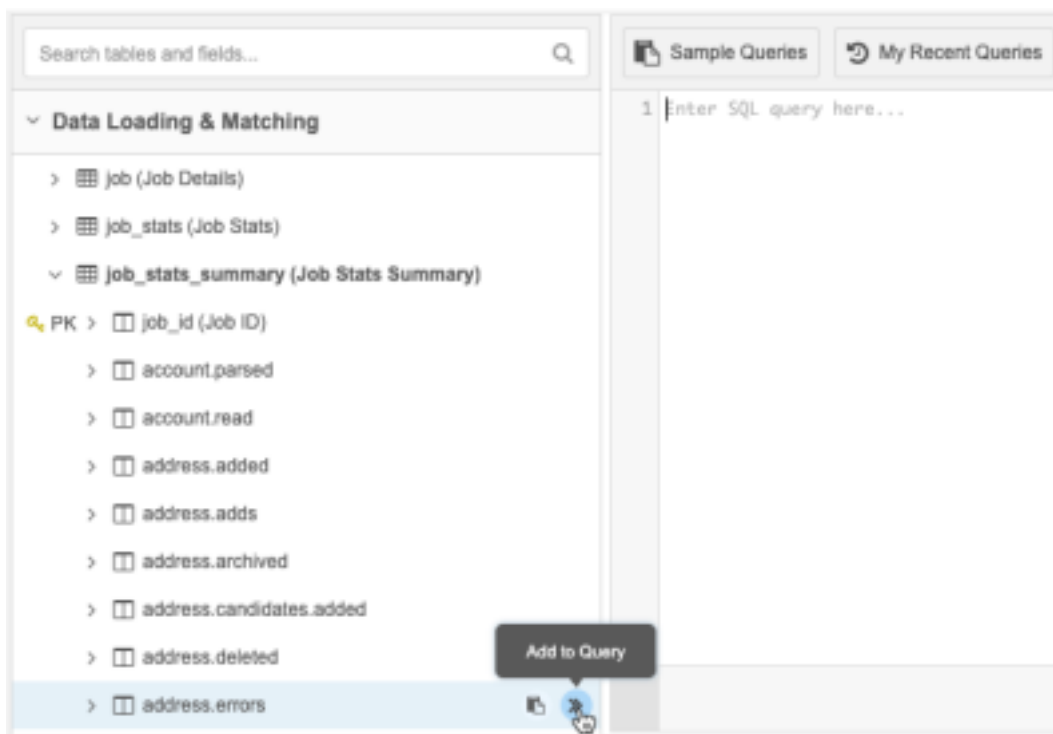 Search tables and fields...
Sample Queries
My Recent Queries
Data Loading & Matching
1 Enter SQL query here...
job (Job Details)
job_stats (Job Stats)
job_stats_summary (Job Stats Summary)
PK job_id (Job ID)
account.parsed
account.read
address.added
address.adds
address.archived
address.candidates.added
address.deleted
Add to Query
address.errors